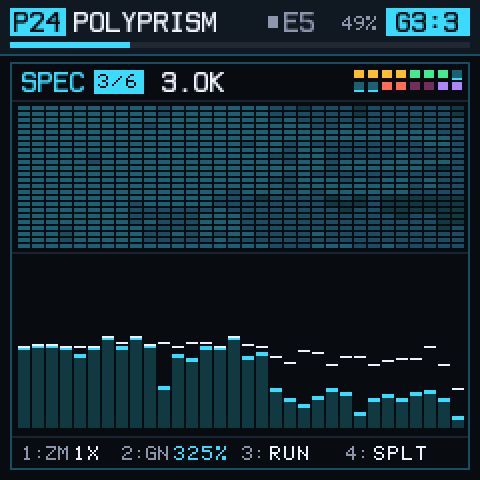 P24 POLYPRISM E5 49% G3:3
SPEC 3/6 3.0K
1:ZM 1X 2:GN 325% 3: RUN 4: SPLT